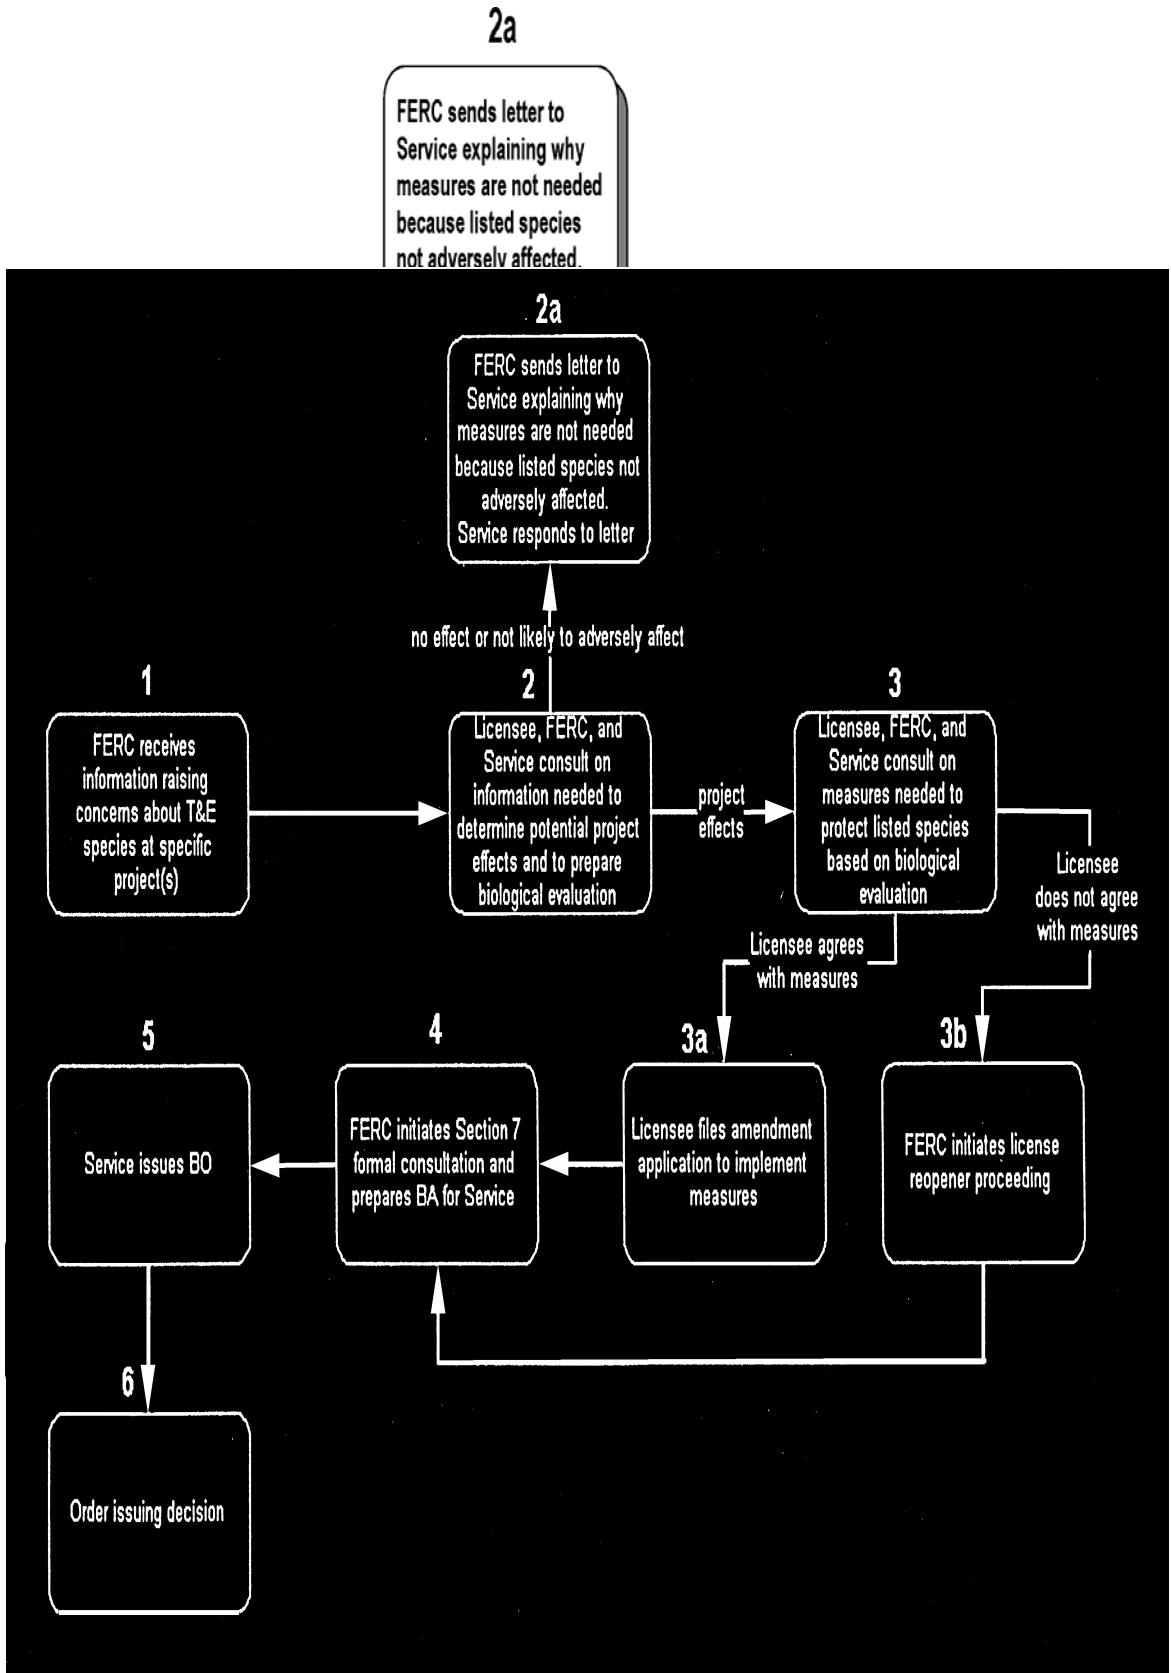 2a
FERC sends letter to
Service explaining why
measures are not needed
because listed species
not adversely affected.
2a
FERC sends letter to
Service explaining why
measures are not needed
because listed species not
adversely affected.
Service responds to letter
no effect or not likely to adversely affect
1
FERC receives
information raising
concerns about T&E
species at specific
project(s)
2
Licensee, FERC, and
Service consult on
information needed to
determine potential project
effects and to prepare
biological evaluation
project
effects
3
Licensee, FERC, and
Service consult on
measures needed to
protect listed species
based on biological
evaluation
Licensee
does not agree
with measures
Licensee agrees
with measures
5
Service issues BO
4
FERC initiates Section 7
formal consultation and
prepares BA for Service
3a
Licensee files amendment
application to implement
measures
3b
FERC initiates license
reopener proceeding
6
Order issuing decision